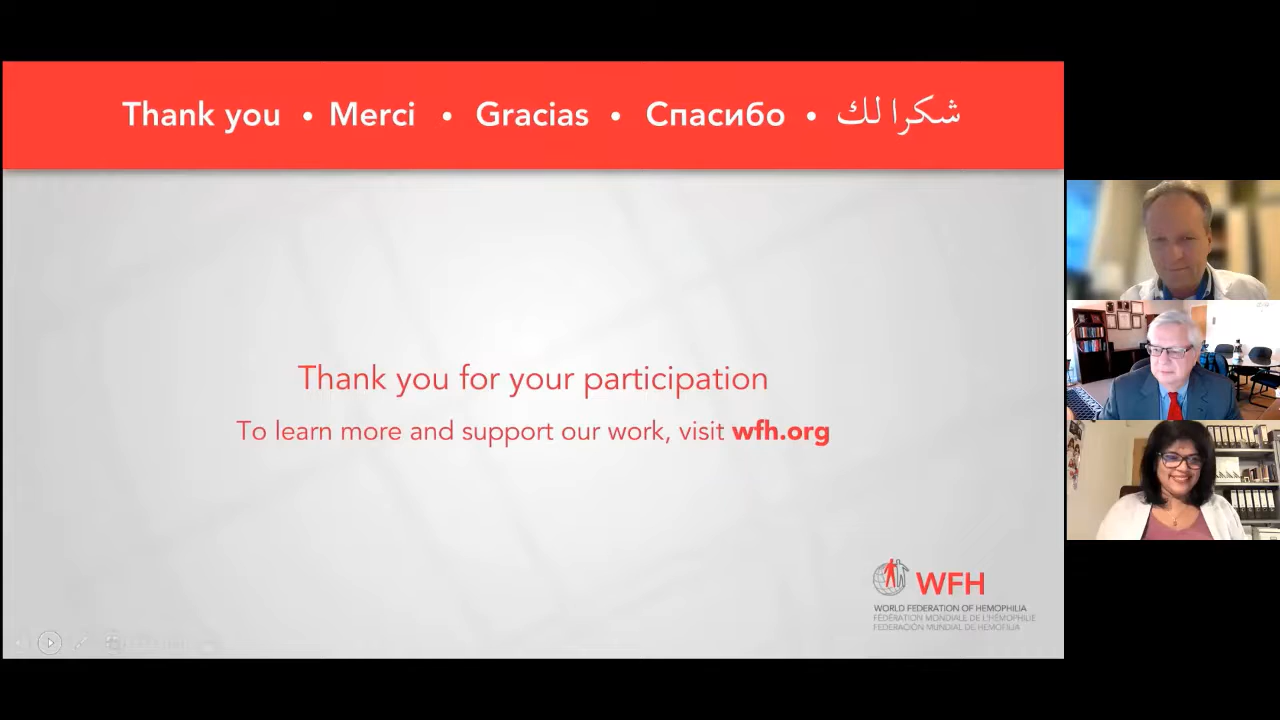 Thank you • Merci • Gracias • Спасибо • شكرا لك
Thank you for your participation
To learn more and support our work, visit wfh.org
WFH
WORLD FEDERATION OF HEMOPHILIA
FÉDÉRATION MONDIALE DE L'HÉMOPHILIE
FEDERACIÓN MUNDIAL DE HEMOFILIA